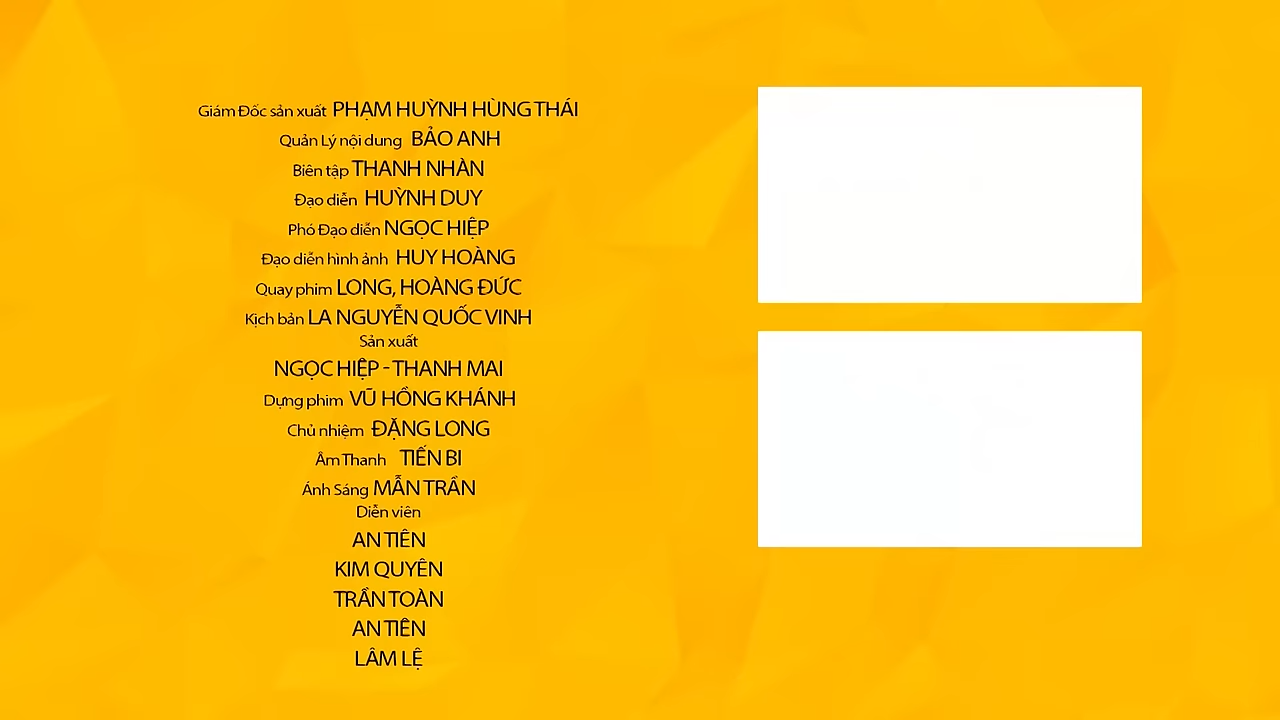 Giám Đốc sản xuất PHẠM HUỲNH HÙNG THÁI
Quản Lý nội dung BẢO ANH
Biên tập THANH NHÀN
Đạo diễn HUỲNH DUY
Phó Đạo diễn NGỌC HIỆP
Đạo diễn hình ảnh HUY HOÀNG
Quay phim LONG, HOÀNG ĐỨC
Kịch bản LA NGUYỄN QUỐC VINH
Sản xuất
NGỌC HIỆP - THANH MAI
Dựng phim VŨ HỒNG KHÁNH
Chủ nhiệm ĐẶNG LONG
Âm Thanh TIẾN BI
Ánh Sáng MẪN TRẦN
Diễn viên
AN TIÊN
KIM QUYÊN
TRẦN TOÀN
AN TIÊN
LÂM LỆ